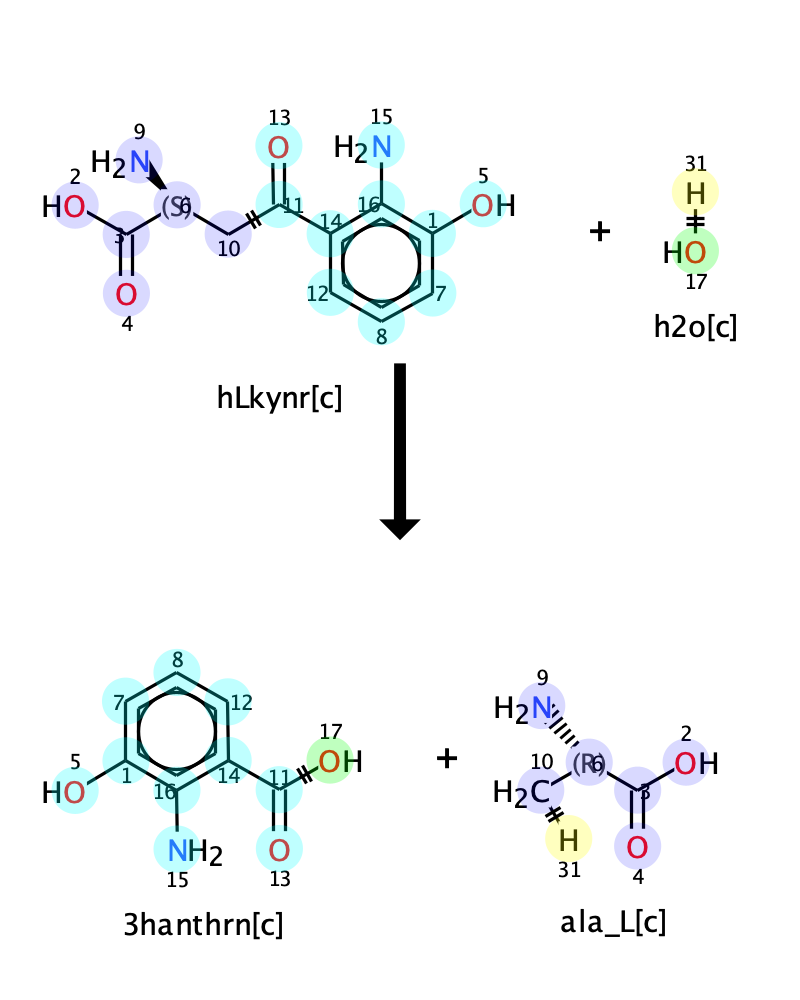 13 15
9 H2N 31
H2N H
2 O 5
HO (S) 6 11 16 OH
3 14 1 + HO
10 17
O 12 7
4 8 h2o[c]
hLkynr[c]
8 9
7 12 17 H2N 2
5 OH + 10 (R) 6 OH
HO 1 14 11 H2C 3
16
NH2 O H O
15 13 31 4
3hanthrn[c] ala_L[c]